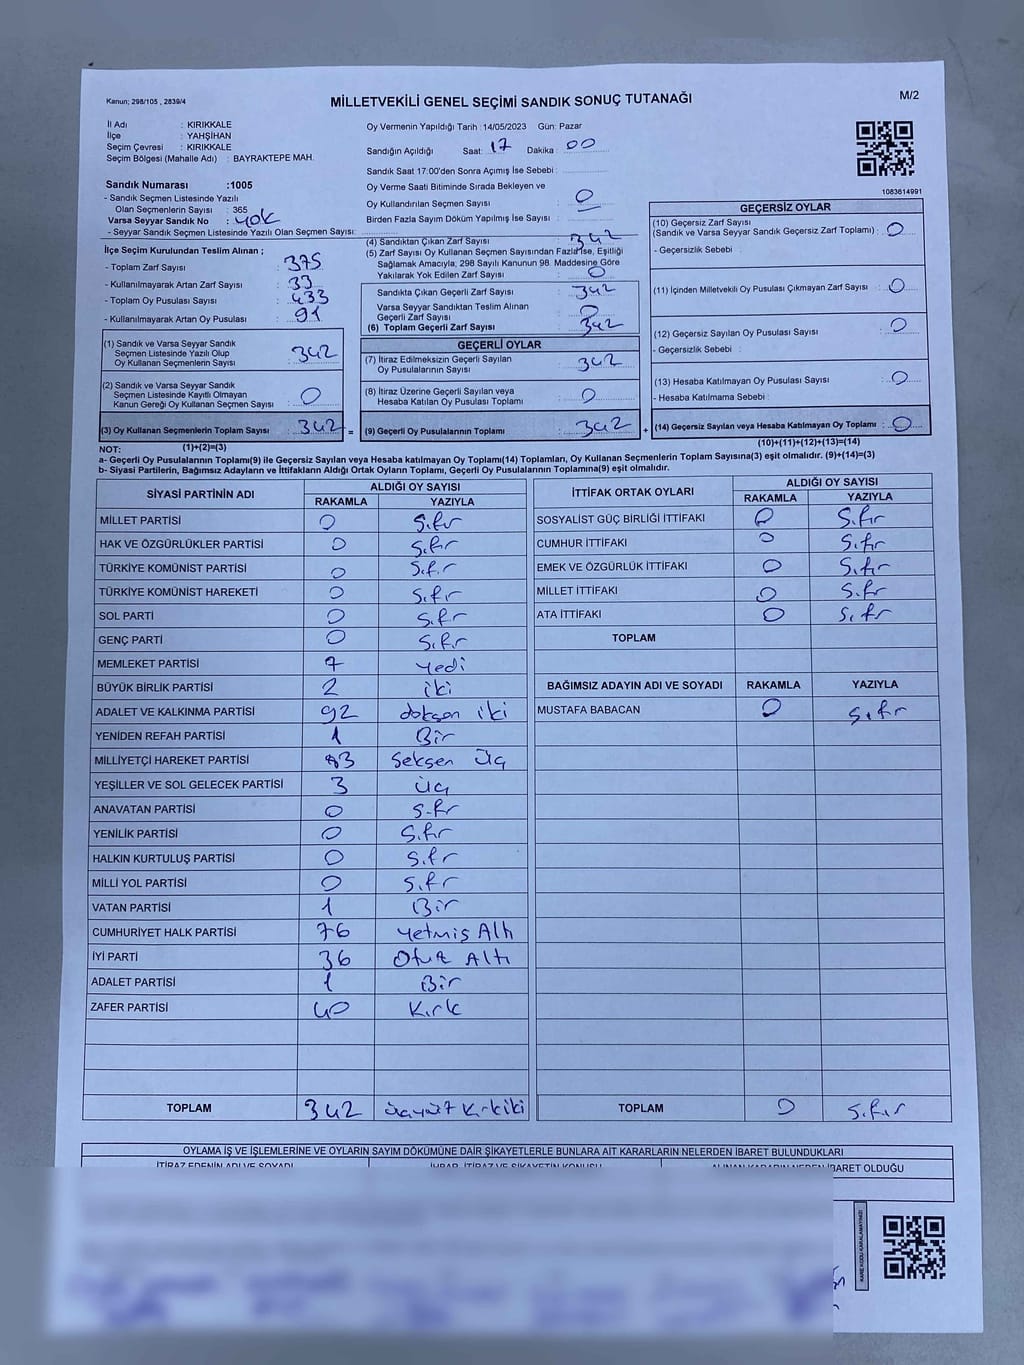 Kanun; 298/105 , 2839/4
MİLLETVEKİLİ GENEL SEÇİMİ SANDIK SONUÇ TUTANAĞI
M/2
İl Adı : KIRIKKALE
İlçe : YAHŞİHAN
Seçim Çevresi : KIRIKKALE
Seçim Bölgesi (Mahalle Adı) : BAYRAKTEPE MAH.
Oy Vermenin Yapıldığı Tarih :14/05/2023 Gün: Pazar
Sandığın Açıldığı Saat: 17 Dakika : 00
Sandık Saat 17:00'den Sonra Açımış İse Sebebi :
Oy Verme Saati Bitiminde Sırada Bekleyen ve
Oy Kullandırılan Seçmen Sayısı : 0
Birden Fazla Sayım Döküm Yapılmış İse Sayısı :
1083614991
Sandık Numarası :1005
- Sandık Seçmen Listesinde Yazılı
Olan Seçmenlerin Sayısı : 365
Varsa Seyyar Sandık No : yok
- Seyyar Sandık Seçmen Listesinde Yazılı Olan Seçmen Sayısı:
İlçe Seçim Kurulundan Teslim Alınan ;
- Toplam Zarf Sayısı : 375
- Kullanılmayarak Artan Zarf Sayısı : 33
- Toplam Oy Pusulası Sayısı : 433
- Kullanılmayarak Artan Oy Pusulası : 91
(1) Sandık ve Varsa Seyyar Sandık
Seçmen Listesinde Yazılı Olup
Oy Kullanan Seçmenlerin Sayısı : 342
(2) Sandık ve Varsa Seyyar Sandık
Seçmen Listesinde Kayıtlı Olmayan
Kanun Gereği Oy Kullanan Seçmen Sayısı : 0
(3) Oy Kullanan Seçmenlerin Toplam Sayısı : 342 =
(4) Sandıktan Çıkan Zarf Sayısı : 342
(5) Zarf Sayısı Oy Kullanan Seçmen Sayısından Fazla İse, Eşitliği
Sağlamak Amacıyla, 298 Sayılı Kanunun 98. Maddesine Göre
Yakılarak Yok Edilen Zarf Sayısı : 0
Sandıkta Çıkan Geçerli Zarf Sayısı : 342
Varsa Seyyar Sandıktan Teslim Alınan
Geçerli Zarf Sayısı : 0
(6) Toplam Geçerli Zarf Sayısı : 342
GEÇERLİ OYLAR
(7) İtiraz Edilmeksizin Geçerli Sayılan
Oy Pusulalarının Sayısı : 342
(8) İtiraz Üzerine Geçerli Sayılan veya
Hesaba Katılan Oy Pusulası Toplamı : 0
(9) Geçerli Oy Pusulalarının Toplamı : 342 +
GEÇERSİZ OYLAR
(10) Geçersiz Zarf Sayısı
(Sandık ve Varsa Seyyar Sandık Geçersiz Zarf Toplamı) : 0
- Geçersizlik Sebebi :
(11) İçinden Milletvekili Oy Pusulası Çıkmayan Zarf Sayısı : 0
(12) Geçersiz Sayılan Oy Pusulası Sayısı : 0
- Geçersizlik Sebebi :
(13) Hesaba Katılmayan Oy Pusulası Sayısı : 0
- Hesaba Katılmama Sebebi :
(14) Geçersiz Sayılan veya Hesaba Katılmayan Oy Toplamı : 0
NOT: (1)+(2)=(3) (10)+(11)+(12)+(13)=(14)
a- Geçerli Oy Pusulalarının Toplamı(9) ile Geçersiz Sayılan veya Hesaba Katılmayan Oy Toplamı(14) Toplamları, Oy Kullanan Seçmenlerin Toplam Sayısına(3) eşit olmalıdır. (9)+(14)=(3)
b- Siyasi Partilerin, Bağımsız Adayların ve İttifakların Aldığı Ortak Oyların Toplamı, Geçerli Oy Pusulalarının Toplamına(9) eşit olmalıdır.
SİYASİ PARTİNİN ADI ALDIĞI OY SAYISI
RAKAMLA YAZIYLA
MİLLET PARTİSİ 0 Sıfır
HAK VE ÖZGÜRLÜKLER PARTİSİ 0 Sıfır
TÜRKİYE KOMÜNİST PARTİSİ 0 Sıfır
TÜRKİYE KOMÜNİST HAREKETİ 0 Sıfır
SOL PARTİ 0 Sıfır
GENÇ PARTİ 0 Sıfır
MEMLEKET PARTİSİ 7 yedi
BÜYÜK BİRLİK PARTİSİ 2 iki
ADALET VE KALKINMA PARTİSİ 92 doksan iki
YENİDEN REFAH PARTİSİ 1 Bir
MİLLİYETÇİ HAREKET PARTİSİ 83 Seksen Üç
YEŞİLLER VE SOL GELECEK PARTİSİ 3 Üç
ANAVATAN PARTİSİ 0 Sıfır
YENİLİK PARTİSİ 0 Sıfır
HALKIN KURTULUŞ PARTİSİ 0 Sıfır
MİLLİ YOL PARTİSİ 0 Sıfır
VATAN PARTİSİ 1 Bir
CUMHURİYET HALK PARTİSİ 76 yetmiş Altı
İYİ PARTİ 36 Otuz Altı
ADALET PARTİSİ 1 Bir
ZAFER PARTİSİ 40 Kırk
TOPLAM 342 üçyüz Kırkiki
İTTİFAK ORTAK OYLARI ALDIĞI OY SAYISI
RAKAMLA YAZIYLA
SOSYALİST GÜÇ BİRLİĞİ İTTİFAKI 0 Sıfır
CUMHUR İTTİFAKI 0 Sıfır
EMEK VE ÖZGÜRLÜK İTTİFAKI 0 Sıfır
MİLLET İTTİFAKI 0 Sıfır
ATA İTTİFAKI 0 Sıfır
TOPLAM
BAĞIMSIZ ADAYIN ADI VE SOYADI RAKAMLA YAZIYLA
MUSTAFA BABACAN 0 Sıfır
TOPLAM 0 Sıfır
OYLAMA İŞ VE İŞLEMLERİNE VE OYLARIN SAYIM DÖKÜMÜNE DAİR ŞİKAYETLERLE BUNLARA AİT KARARLARIN NELERDEN İBARET BULUNDUKLARI
İTİRAZ EDENİN ADI VE SOYADI İHBAR, İTİRAZ VE ŞİKAYETİN KONUSU ALINAN KARARIN NEDEN İBARET OLDUĞU
KARE KODU KARALAMAYINIZ!